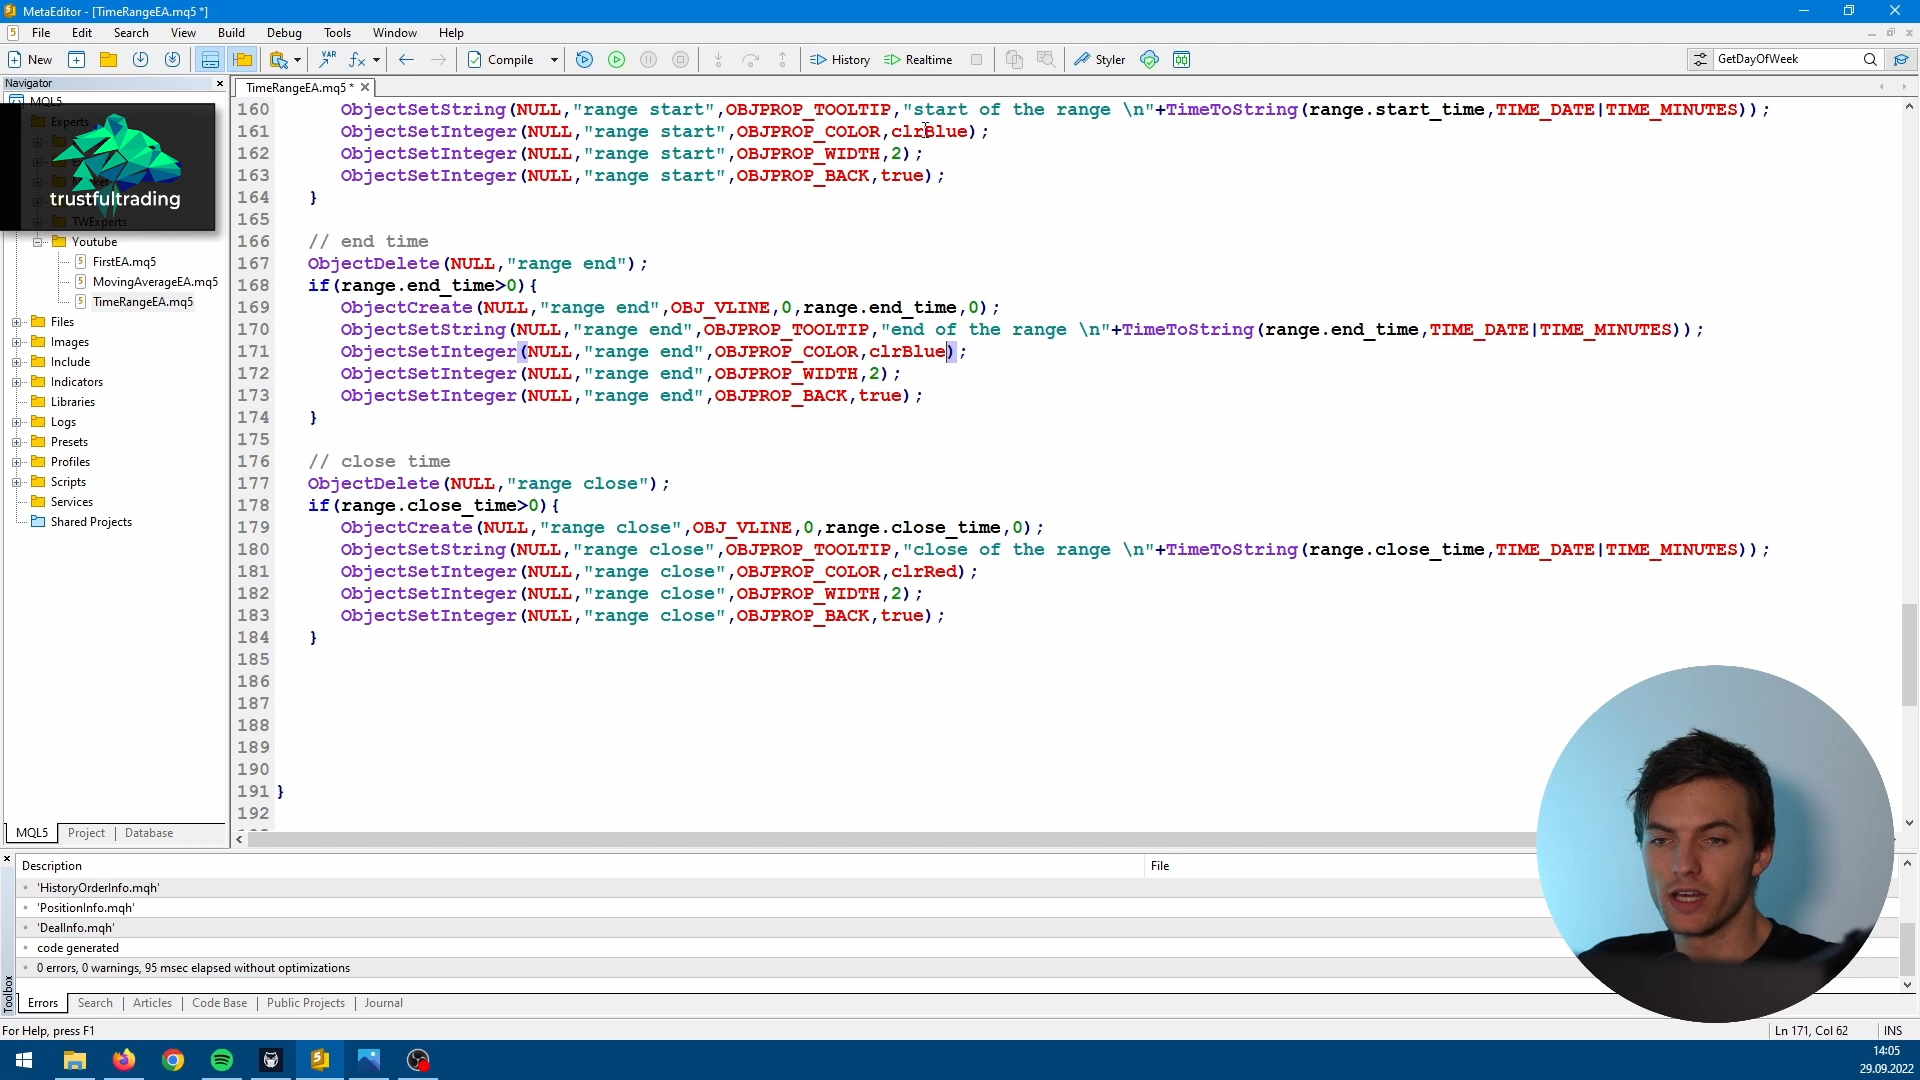 MetaEditor - [TimeRangeEA.mq5 *]
File Edit Search View Build Debug Tools Window Help
New Compile History Realtime Styler GetDayOfWeek
Navigator
TimeRangeEA.mq5 *
MQL5
Experts
trustfultrading
TWExperts
Youtube
FirstEA.mq5
MovingAverageEA.mq5
TimeRangeEA.mq5
Files
Images
Include
Indicators
Libraries
Logs
Presets
Profiles
Scripts
Services
Shared Projects
MQL5 Project Database
160 ObjectSetString(NULL,"range start",OBJPROP_TOOLTIP,"start of the range \n"+TimeToString(range.start_time,TIME_DATE|TIME_MINUTES));
161 ObjectSetInteger(NULL,"range start",OBJPROP_COLOR,clrBlue);
162 ObjectSetInteger(NULL,"range start",OBJPROP_WIDTH,2);
163 ObjectSetInteger(NULL,"range start",OBJPROP_BACK,true);
164 }
165
166 // end time
167 ObjectDelete(NULL,"range end");
168 if(range.end_time>0){
169 ObjectCreate(NULL,"range end",OBJ_VLINE,0,range.end_time,0);
170 ObjectSetString(NULL,"range end",OBJPROP_TOOLTIP,"end of the range \n"+TimeToString(range.end_time,TIME_DATE|TIME_MINUTES));
171 ObjectSetInteger(NULL,"range end",OBJPROP_COLOR,clrBlue);
172 ObjectSetInteger(NULL,"range end",OBJPROP_WIDTH,2);
173 ObjectSetInteger(NULL,"range end",OBJPROP_BACK,true);
174 }
175
176 // close time
177 ObjectDelete(NULL,"range close");
178 if(range.close_time>0){
179 ObjectCreate(NULL,"range close",OBJ_VLINE,0,range.close_time,0);
180 ObjectSetString(NULL,"range close",OBJPROP_TOOLTIP,"close of the range \n"+TimeToString(range.close_time,TIME_DATE|TIME_MINUTES));
181 ObjectSetInteger(NULL,"range close",OBJPROP_COLOR,clrRed);
182 ObjectSetInteger(NULL,"range close",OBJPROP_WIDTH,2);
183 ObjectSetInteger(NULL,"range close",OBJPROP_BACK,true);
184 }
185
186
187
188
189
190
191 }
192
Description File
'HistoryOrderInfo.mqh'
'PositionInfo.mqh'
'DealInfo.mqh'
code generated
0 errors, 0 warnings, 95 msec elapsed without optimizations
Toolbox
Errors Search Articles Code Base Public Projects Journal
For Help, press F1 Ln 171, Col 62 INS
14:05
29.09.2022